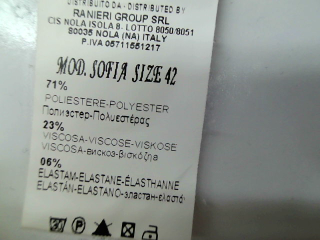 DISTRIBUITO DA - DISTRIBUTED BY
RANIERI GROUP SRL
CIS NOLA ISOLA 8- LOTTO 8050/8051
80035 NOLA (NA) ITALY
P.IVA 05711551217
MOD. SOFIA SIZE 42
71%
POLIESTERE-POLYESTER
Полиэстер-Πολυεστέρας
23%
VISCOSA-VISCOSE-VISKOSE
VISCOSA-вискоз-βισκόζη
06%
ELASTAM-ELASTANE-ÉLASTHANNE
ELASTÁN-ELASTANO-эластан-ελαστό